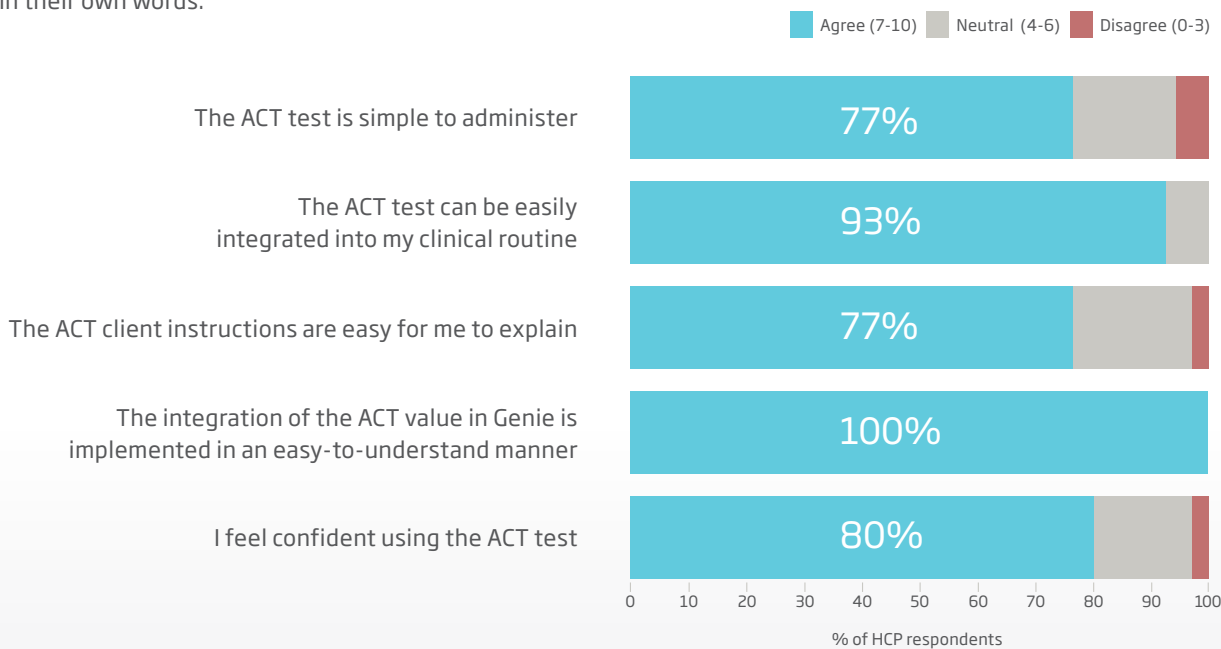 in their own words.
Agree (7-10) Neutral (4-6) Disagree (0-3)
The ACT test is simple to administer
77%
The ACT test can be easily
integrated into my clinical routine
93%
The ACT client instructions are easy for me to explain
77%
The integration of the ACT value in Genie is
implemented in an easy-to-understand manner
100%
I feel confident using the ACT test
80%
0 10 20 30 40 50 60 70 80 90 100
% of HCP respondents